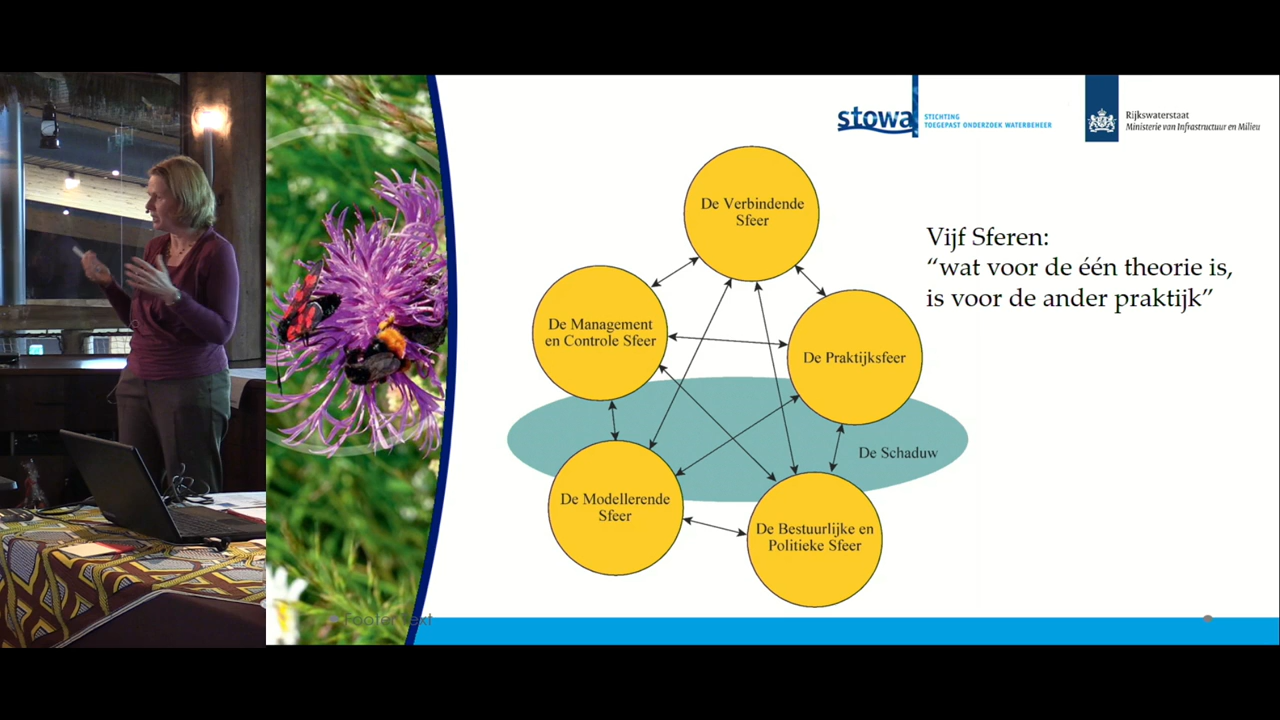 stowa
STICHTING
TOEGEPAST ONDERZOEK WATERBEHEER
Rijkswaterstaat
Ministerie van Infrastructuur en Milieu
De Verbindende
Sfeer
Vijf Sferen:
“wat voor de één theorie is,
is voor de ander praktijk”
De Management
en Controle Sfeer
De Praktijksfeer
De Schaduw
De Modellerende
Sfeer
De Bestuurlijke en
Politieke Sfeer
Footer text